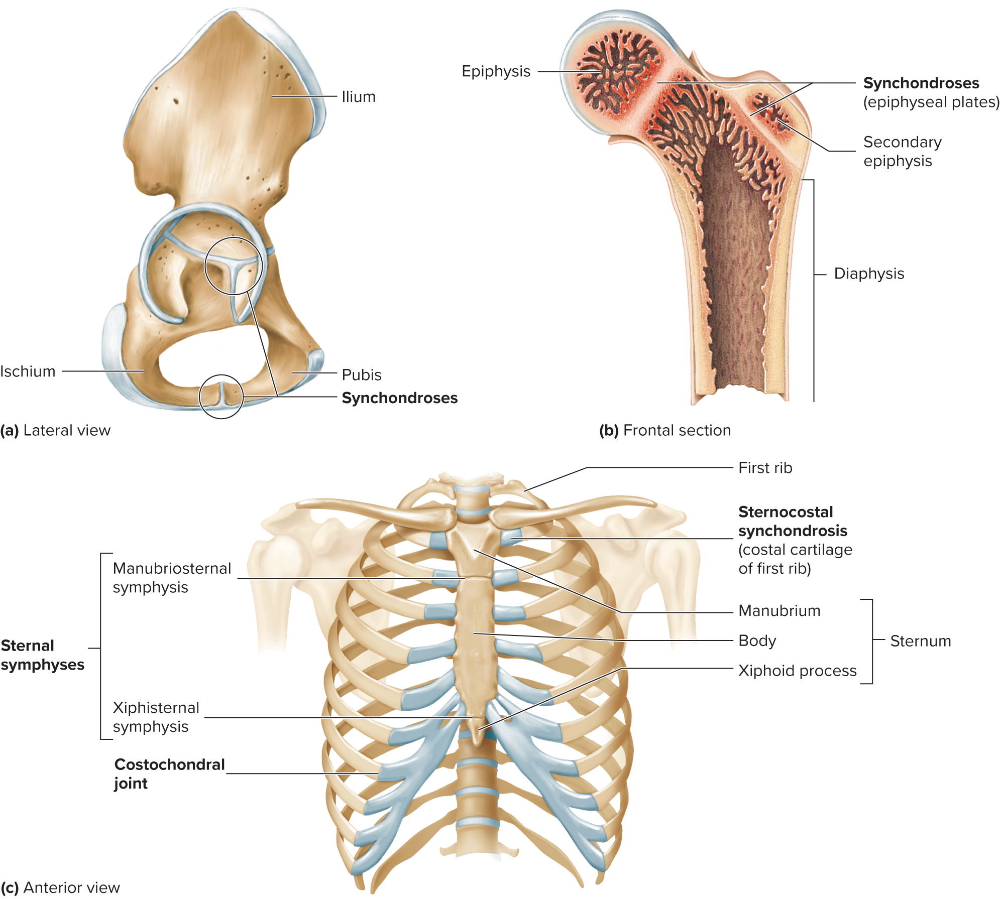 Ilium
Ischium
Pubis
Synchondroses
(a) Lateral view
Epiphysis
Synchondroses
(epiphyseal plates)
Secondary
epiphysis
Diaphysis
(b) Frontal section
First rib
Sternocostal
synchondrosis
(costal cartilage
of first rib)
Manubriosternal
symphysis
Manubrium
Body
Sternum
Sternal
symphyses
Xiphoid process
Xiphisternal
symphysis
Costochondral
joint
(c) Anterior view